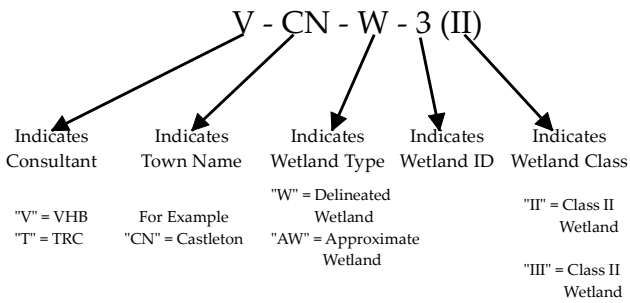 V - CN - W - 3 (II)
Indicates
Consultant
Indicates
Town Name
Indicates
Wetland Type
Indicates
Wetland ID
Indicates
Wetland Class
"V" = VHB
"T" = TRC
For Example
"CN" = Castleton
"W" = Delineated
Wetland
"AW" = Approximate
Wetland
"II" = Class II
Wetland
"III" = Class II
Wetland